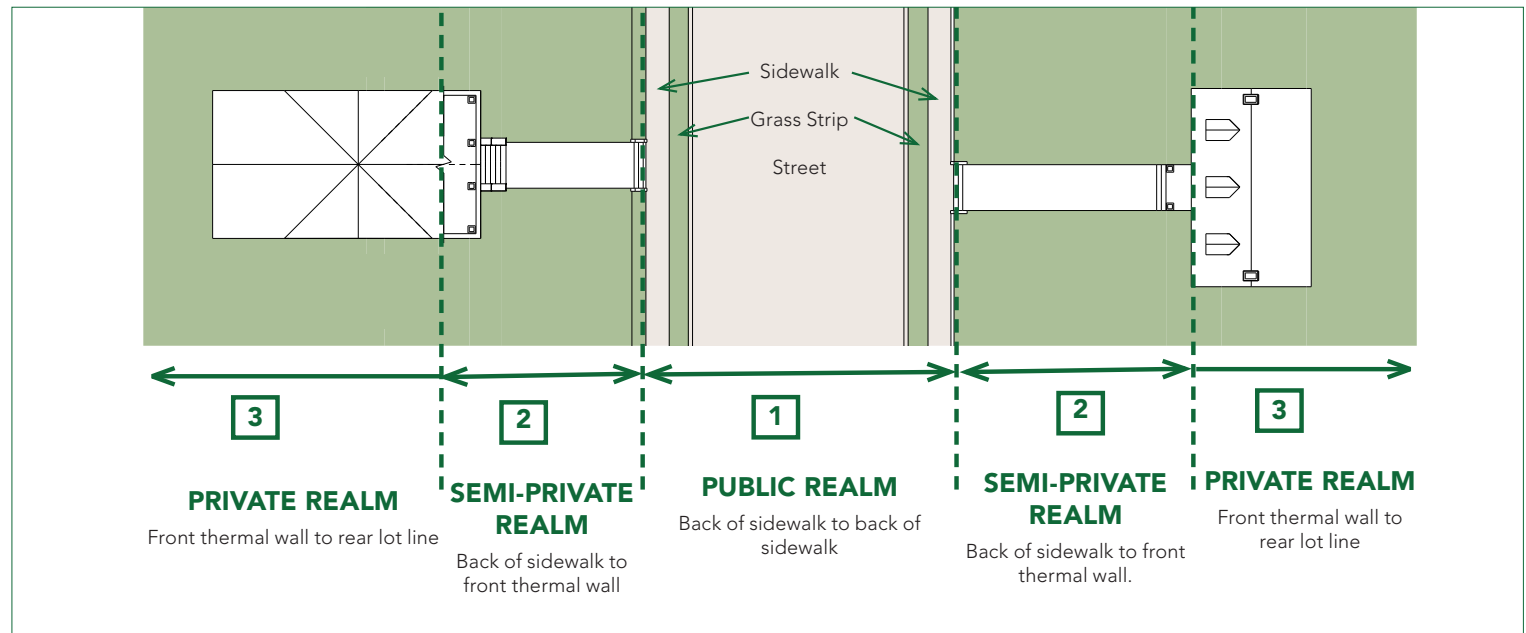 Sidewalk
Grass Strip
Street
3
PRIVATE REALM
Front thermal wall to rear lot line
2
SEMI-PRIVATE
REALM
Back of sidewalk to
front thermal wall
1
PUBLIC REALM
Back of sidewalk to back of
sidewalk
2
SEMI-PRIVATE
REALM
Back of sidewalk to front
thermal wall.
3
PRIVATE REALM
Front thermal wall to
rear lot line